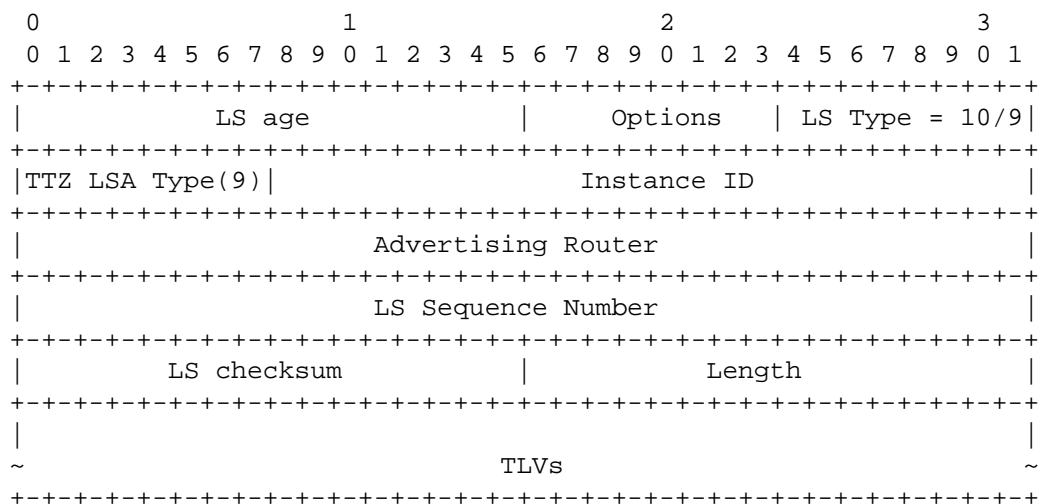 0                   1                   2                   3
 0 1 2 3 4 5 6 7 8 9 0 1 2 3 4 5 6 7 8 9 0 1 2 3 4 5 6 7 8 9 0 1
+-+-+-+-+-+-+-+-+-+-+-+-+-+-+-+-+-+-+-+-+-+-+-+-+-+-+-+-+-+-+-+-+
|            LS age             |     Options   | LS Type = 10/9|
+-+-+-+-+-+-+-+-+-+-+-+-+-+-+-+-+-+-+-+-+-+-+-+-+-+-+-+-+-+-+-+-+
|TTZ LSA Type(9)|                   Instance ID                 |
+-+-+-+-+-+-+-+-+-+-+-+-+-+-+-+-+-+-+-+-+-+-+-+-+-+-+-+-+-+-+-+-+
|                      Advertising Router                       |
+-+-+-+-+-+-+-+-+-+-+-+-+-+-+-+-+-+-+-+-+-+-+-+-+-+-+-+-+-+-+-+-+
|                      LS Sequence Number                       |
+-+-+-+-+-+-+-+-+-+-+-+-+-+-+-+-+-+-+-+-+-+-+-+-+-+-+-+-+-+-+-+-+
|         LS checksum           |           Length              |
+-+-+-+-+-+-+-+-+-+-+-+-+-+-+-+-+-+-+-+-+-+-+-+-+-+-+-+-+-+-+-+-+
|                                                               |
~                              TLVs                             ~
+-+-+-+-+-+-+-+-+-+-+-+-+-+-+-+-+-+-+-+-+-+-+-+-+-+-+-+-+-+-+-+-+